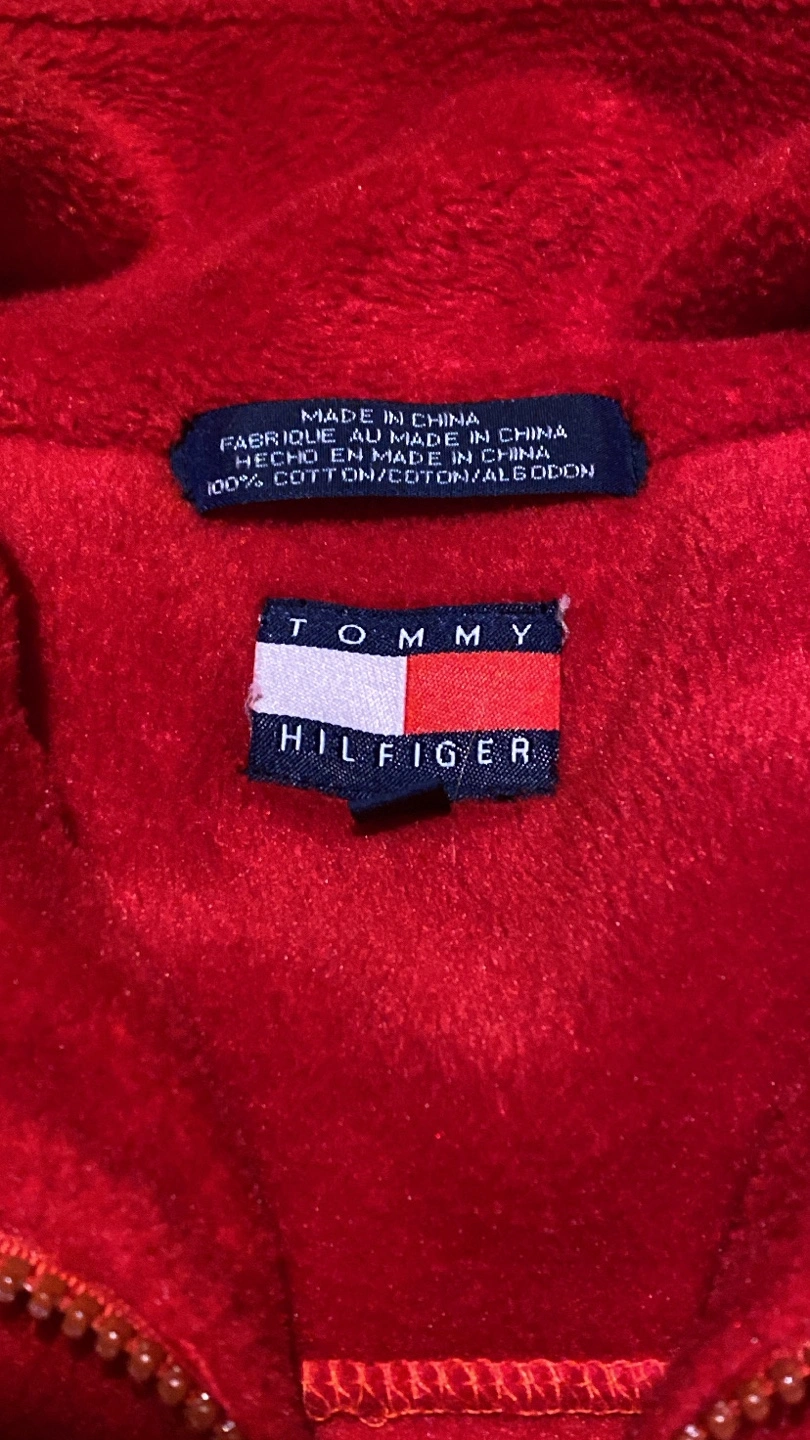 MADE IN CHINA
FABRIQUE AU MADE IN CHINA
HECHO EN MADE IN CHINA
100% COTTON/COTON/ALGODON
TOMMY
HILFIGER